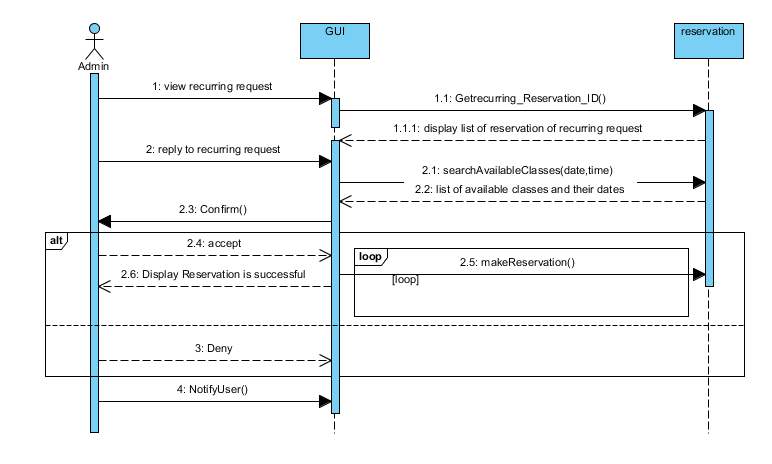 GUI
reservation
Admin
1: view recurring request
1.1: Getrecurring_Reservation_ID()
1.1.1: display list of reservation of recurring request
2: reply to recurring request
2.1: searchAvailableClasses(date,time)
2.2: list of available classes and their dates
2.3: Confirm()
alt
2.4: accept
loop
2.5: makeReservation()
2.6: Display Reservation is successful
[loop]
3: Deny
4: NotifyUser()